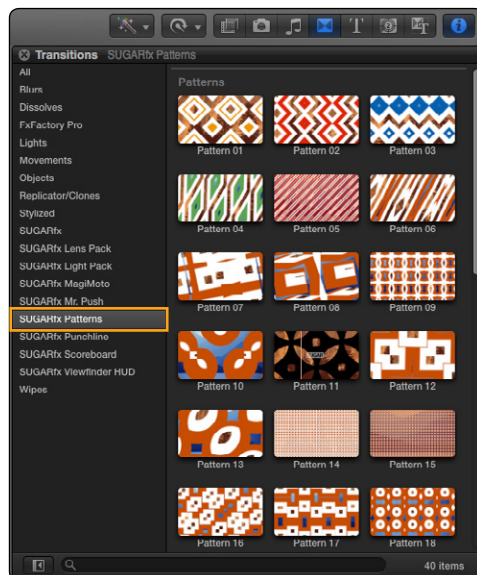 Transitions SUGARfx Patterns
All
Blurs
Dissolves
FxFactory Pro
Lights
Movements
Objects
Replicator/Clones
Stylized
SUGARfx
SUGARfx Lens Pack
SUGARfx Light Pack
SUGARfx MagiMoto
SUGARfx Mr. Push
SUGARfx Patterns
SUGARfx Punchline
SUGARfx Scoreboard
SUGARfx Viewfinder HUD
Wipes
Patterns
Pattern 01 Pattern 02 Pattern 03
Pattern 04 Pattern 05 Pattern 06
Pattern 07 Pattern 08 Pattern 09
SUGAR
Pattern 10 Pattern 11 Pattern 12
Pattern 13 Pattern 14 Pattern 15
Pattern 16 Pattern 17 Pattern 18
40 items